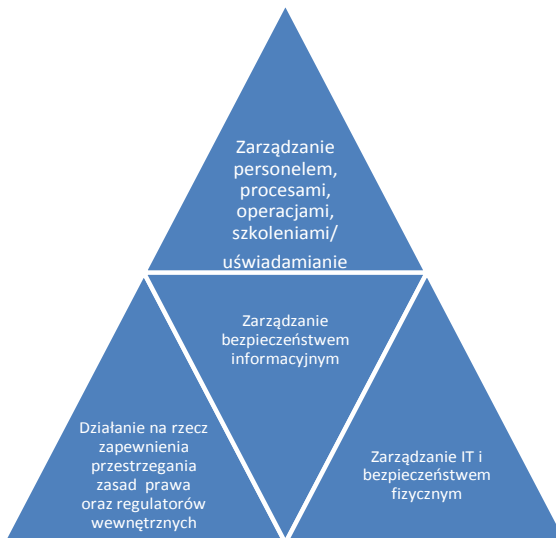 Zarządzanie
personelem,
procesami,
operacjami,
szkoleniami/
uświadamianie
Zarządzanie
bezpieczeństwem
informacyjnym
Działanie na rzecz
zapewnienia
przestrzegania
zasad prawa
oraz regulatorów
wewnętrznych
Zarządzanie IT i
bezpieczeństwem
fizycznym